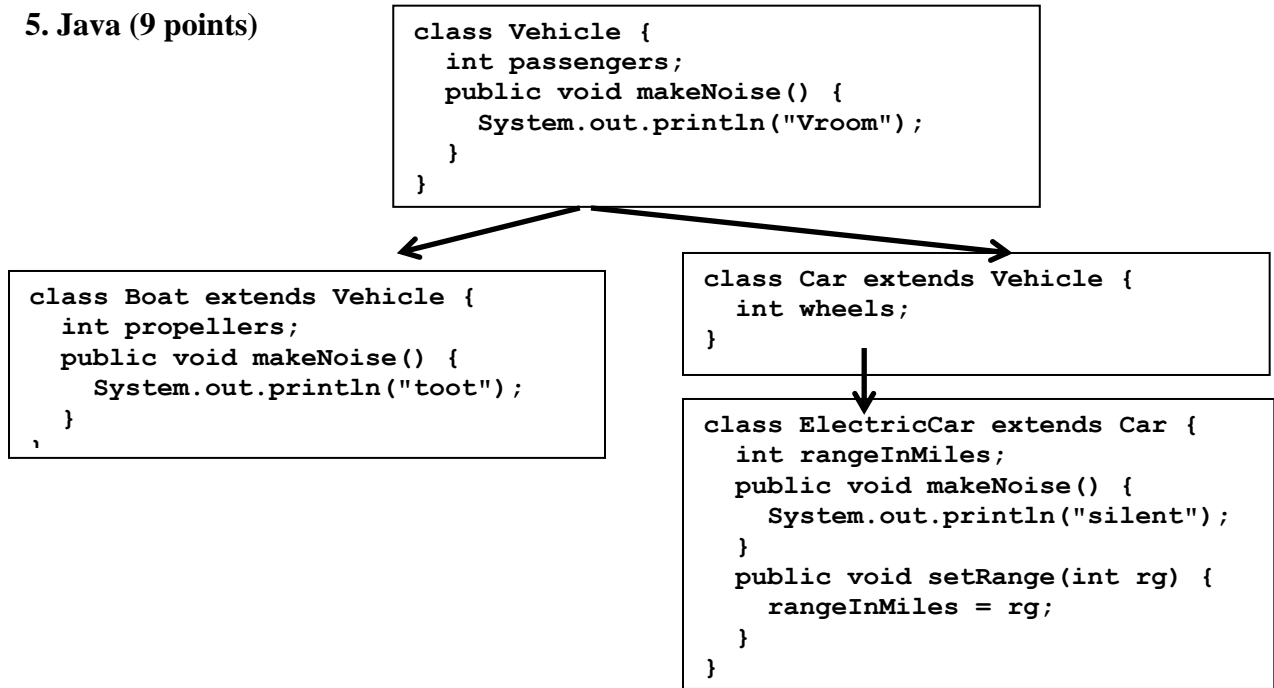 5. Java (9 points)
class Vehicle {
  int passengers;
  public void makeNoise() {
    System.out.println("Vroom");
  }
}
class Boat extends Vehicle {
  int propellers;
  public void makeNoise() {
    System.out.println("toot");
  }
}
class Car extends Vehicle {
  int wheels;
}
class ElectricCar extends Car {
  int rangeInMiles;
  public void makeNoise() {
    System.out.println("silent");
  }
  public void setRange(int rg) {
    rangeInMiles = rg;
  }
}